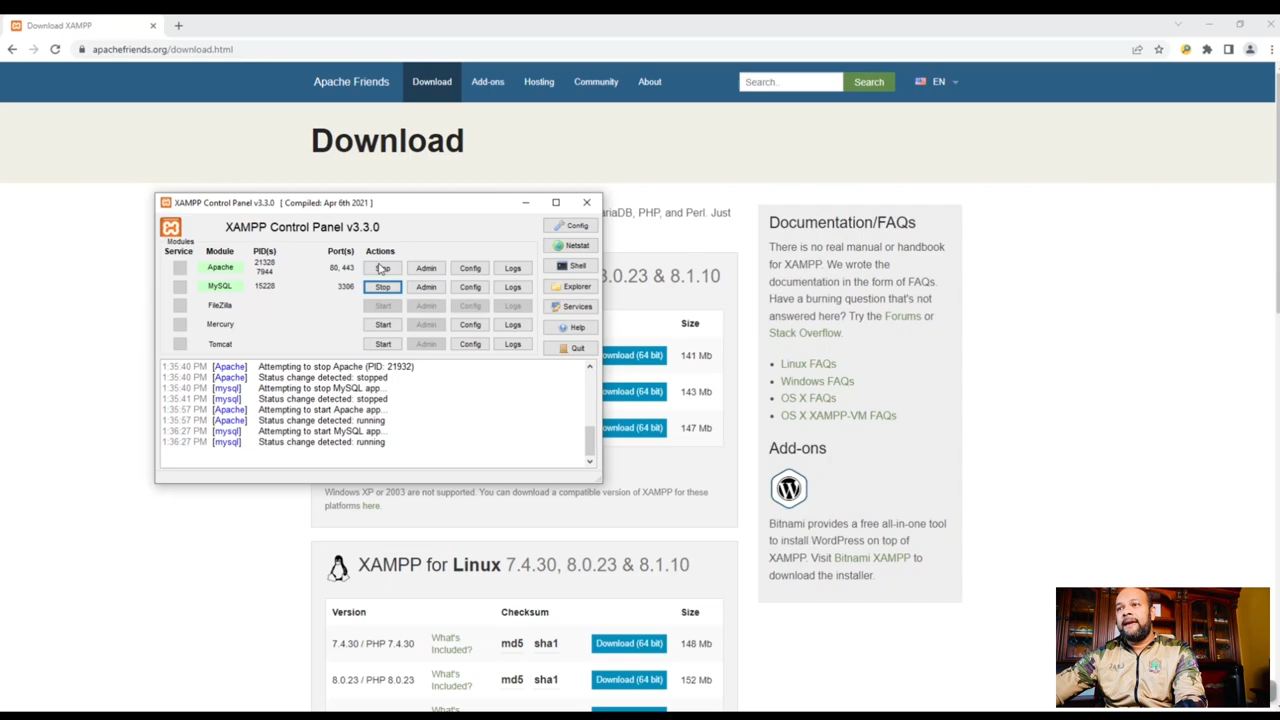 Download XAMPP
apachefriends.org/download.html
Apache Friends Download Add-ons Hosting Community About Search.. Search EN
Download
XAMPP Control Panel v3.3.0 [ Compiled: Apr 6th 2021 ]
XAMPP Control Panel v3.3.0
Modules
Service Module PID(s) Port(s) Actions
Apache 21328 7944 80, 443 Admin Config Logs
MySQL 15228 3306 Stop Admin Config Logs
FileZilla Start Admin Config Logs
Mercury Start Admin Config Logs
Tomcat Start Admin Config Logs
Config
Netstat
Shell
Explorer
Services
Help
Quit
1:35:40 PM [Apache] Attempting to stop Apache (PID: 21932)
1:35:40 PM [Apache] Status change detected: stopped
1:35:40 PM [mysql] Attempting to stop MySQL app...
1:35:41 PM [mysql] Status change detected: stopped
1:35:57 PM [Apache] Attempting to start Apache app...
1:35:57 PM [Apache] Status change detected: running
1:36:27 PM [mysql] Attempting to start MySQL app...
1:36:27 PM [mysql] Status change detected: running
ariaDB, PHP, and Perl. Just
8.0.23 & 8.1.10
Size
ownload (64 bit) 141 Mb
ownload (64 bit) 143 Mb
ownload (64 bit) 147 Mb
Windows XP or 2003 are not supported. You can download a compatible version of XAMPP for these
platforms here.
XAMPP for Linux 7.4.30, 8.0.23 & 8.1.10
Version Checksum Size
7.4.30 / PHP 7.4.30 What's Included? md5 sha1 Download (64 bit) 148 Mb
8.0.23 / PHP 8.0.23 What's Included? md5 sha1 Download (64 bit) 152 Mb
What's
Documentation/FAQs
There is no real manual or handbook
for XAMPP. We wrote the
documentation in the form of FAQs.
Have a burning question that's not
answered here? Try the Forums or
Stack Overflow.
Linux FAQs
Windows FAQs
OS X FAQs
OS X XAMPP-VM FAQs
Add-ons
Bitnami provides a free all-in-one tool
to install WordPress on top of
XAMPP. Visit Bitnami XAMPP to
download the installer.